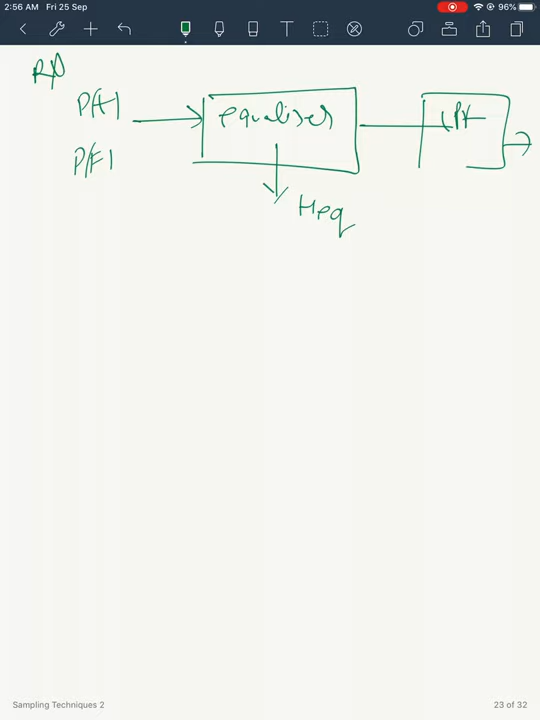 2:56 AM Fri 25 Sep 96%
T
P(t)
equaliser
LPF
P(F)
Heq
Sampling Techniques 2
23 of 32